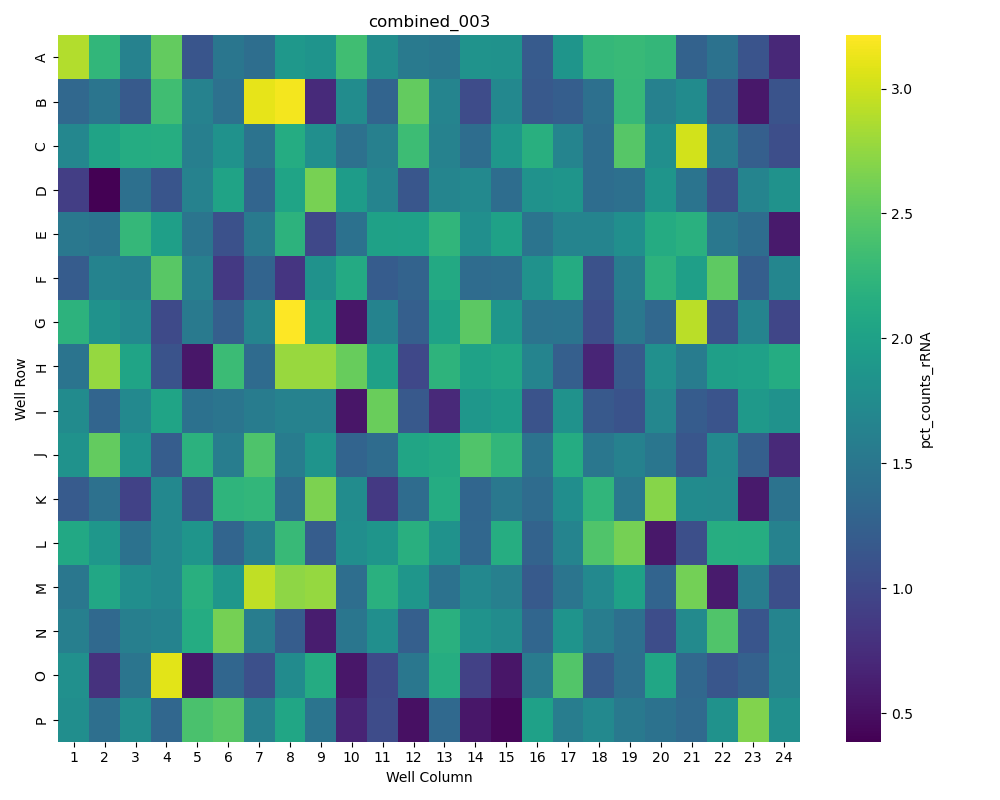 combined_003
A
B
C
D
E
F
G
H
I
J
K
L
M
N
O
P
Well Row
1 2 3 4 5 6 7 8 9 10 11 12 13 14 15 16 17 18 19 20 21 22 23 24
Well Column
3.0
2.5
2.0
1.5
1.0
0.5
pct_counts_rRNA